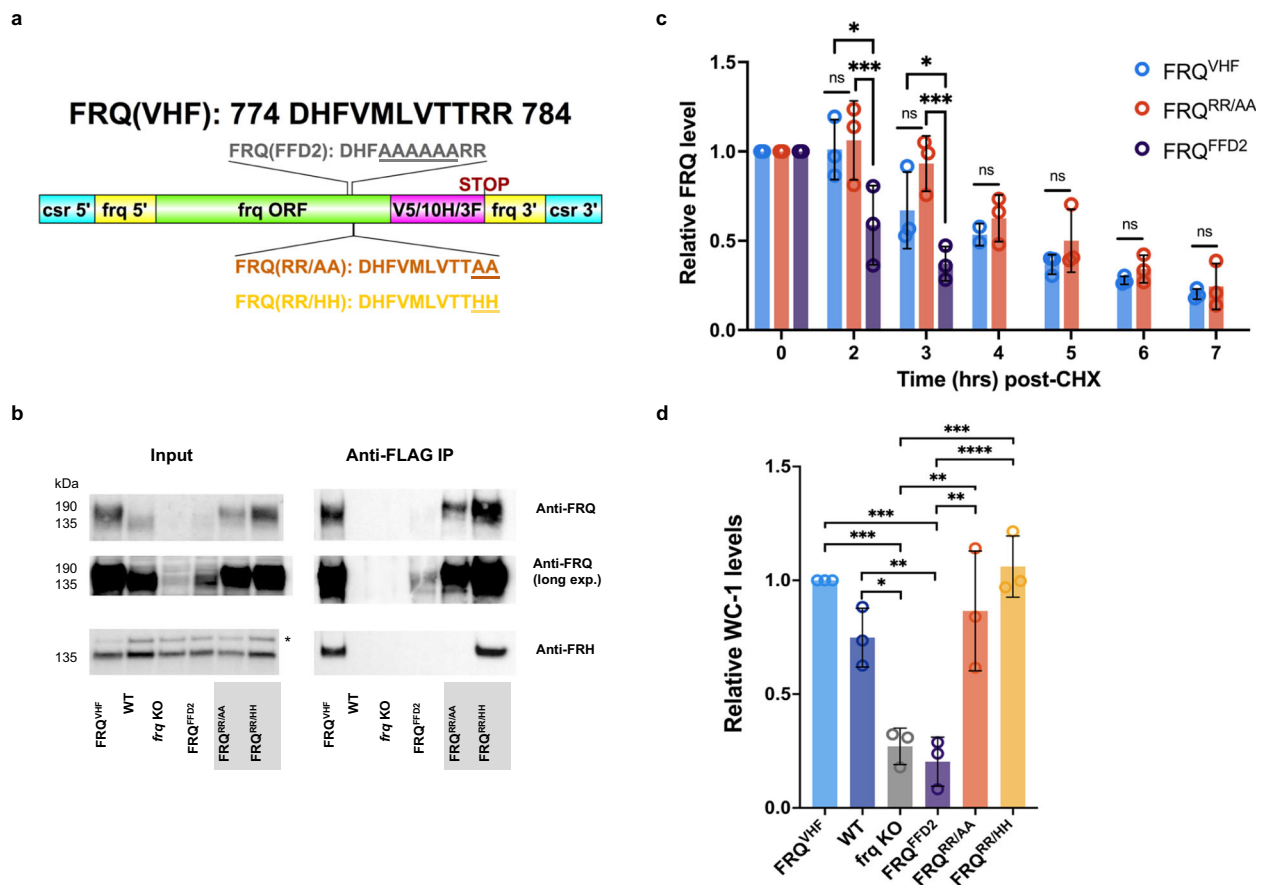 a
FRQ(VHF): 774 DHFVMLVTTRR 784
FRQ(FFD2): DHFAAAAAARR
STOP
csr 5' frq 5' frq ORF V5/10H/3F frq 3' csr 3'
FRQ(RR/AA): DHFVMLVTTAA
FRQ(RR/HH): DHFVMLVTTHH
b
Input Anti-FLAG IP
kDa
190
135
Anti-FRQ
190
135
Anti-FRQ
(long exp.)
*
135
Anti-FRH
FRQVHF
WT
frq KO
FRQFFD2
FRQRR/AA
FRQRR/HH
FRQVHF
WT
frq KO
FRQFFD2
FRQRR/AA
FRQRR/HH
c
Relative FRQ level
1.5
1.0
0.5
0.0
* 
ns ***
*
ns ***
ns
ns
ns
ns
FRQVHF
FRQRR/AA
FRQFFD2
0 2 3 4 5 6 7
Time (hrs) post-CHX
d
Relative WC-1 levels
1.5
1.0
0.5
0.0
***
****
**
**
***
***
**
*
FRQVHF
WT
frq KO
FRQFFD2
FRQRR/AA
FRQRR/HH